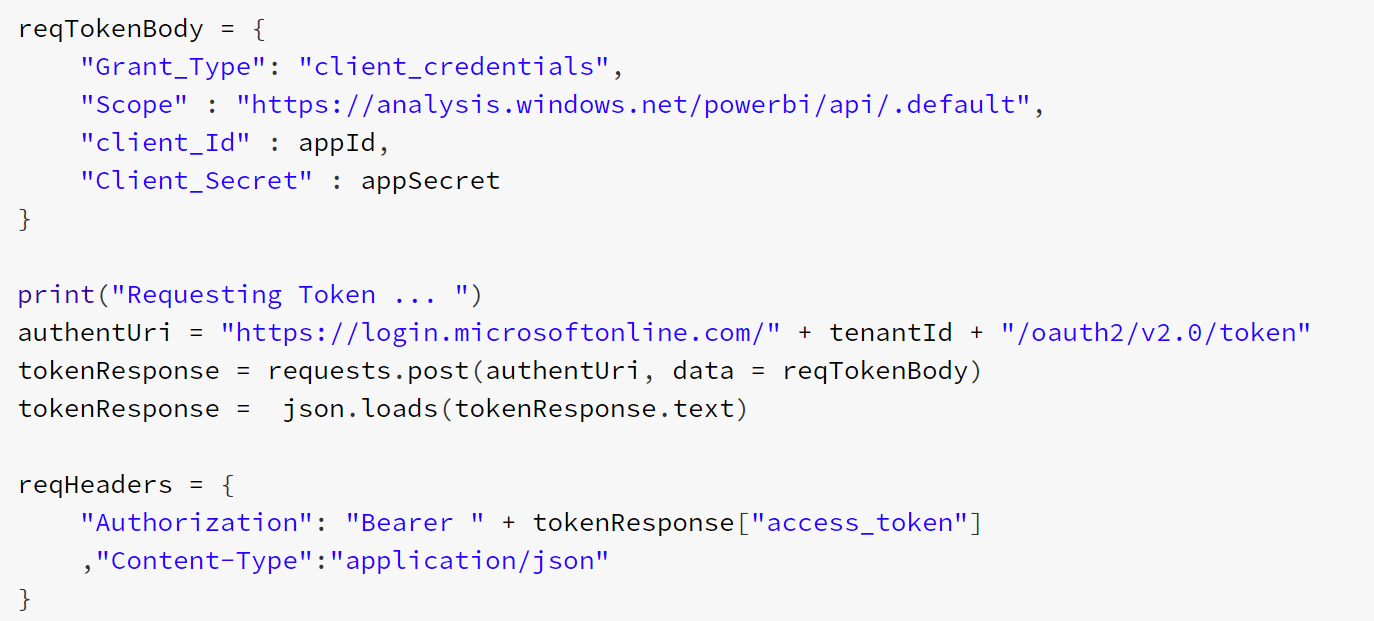 reqTokenBody = {
    "Grant_Type": "client_credentials",
    "Scope" : "https://analysis.windows.net/powerbi/api/.default",
    "client_Id" : appId,
    "Client_Secret" : appSecret
}
print("Requesting Token ... ")
authentUri = "https://login.microsoftonline.com/" + tenantId + "/oauth2/v2.0/token"
tokenResponse = requests.post(authentUri, data = reqTokenBody)
tokenResponse =  json.loads(tokenResponse.text)
reqHeaders = {
    "Authorization": "Bearer " + tokenResponse["access_token"]
    ,"Content-Type":"application/json"
}